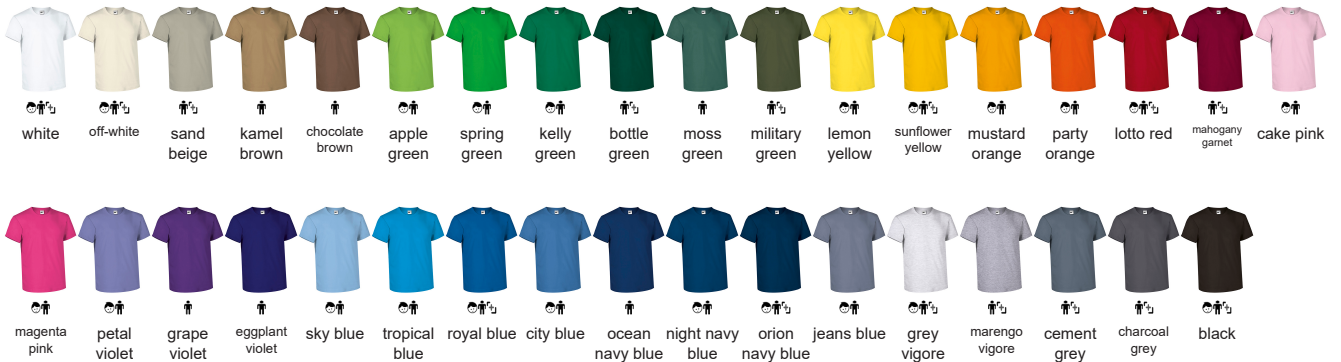 white off-white sand kamel chocolate apple spring kelly bottle moss military lemon sunflower mustard party lotto red mahogany cake pink
beige brown brown green green green green green green yellow yellow orange orange garnet
magenta petal grape eggplant sky blue tropical royal blue city blue ocean night navy orion jeans blue grey marengo cement charcoal black
pink violet violet violet blue navy blue blue navy blue vigore vigore grey grey